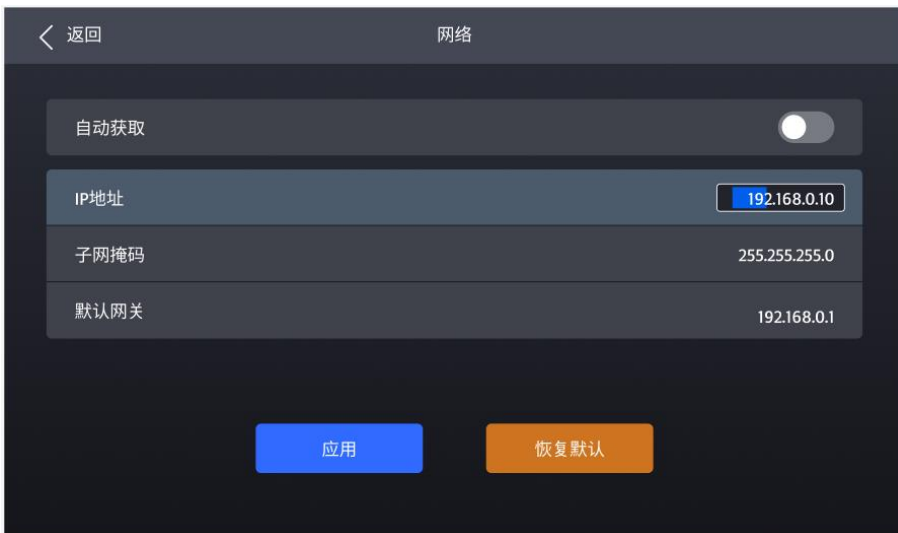 返回 网络
自动获取
IP地址 192.168.0.10
子网掩码 255.255.255.0
默认网关 192.168.0.1
应用 恢复默认